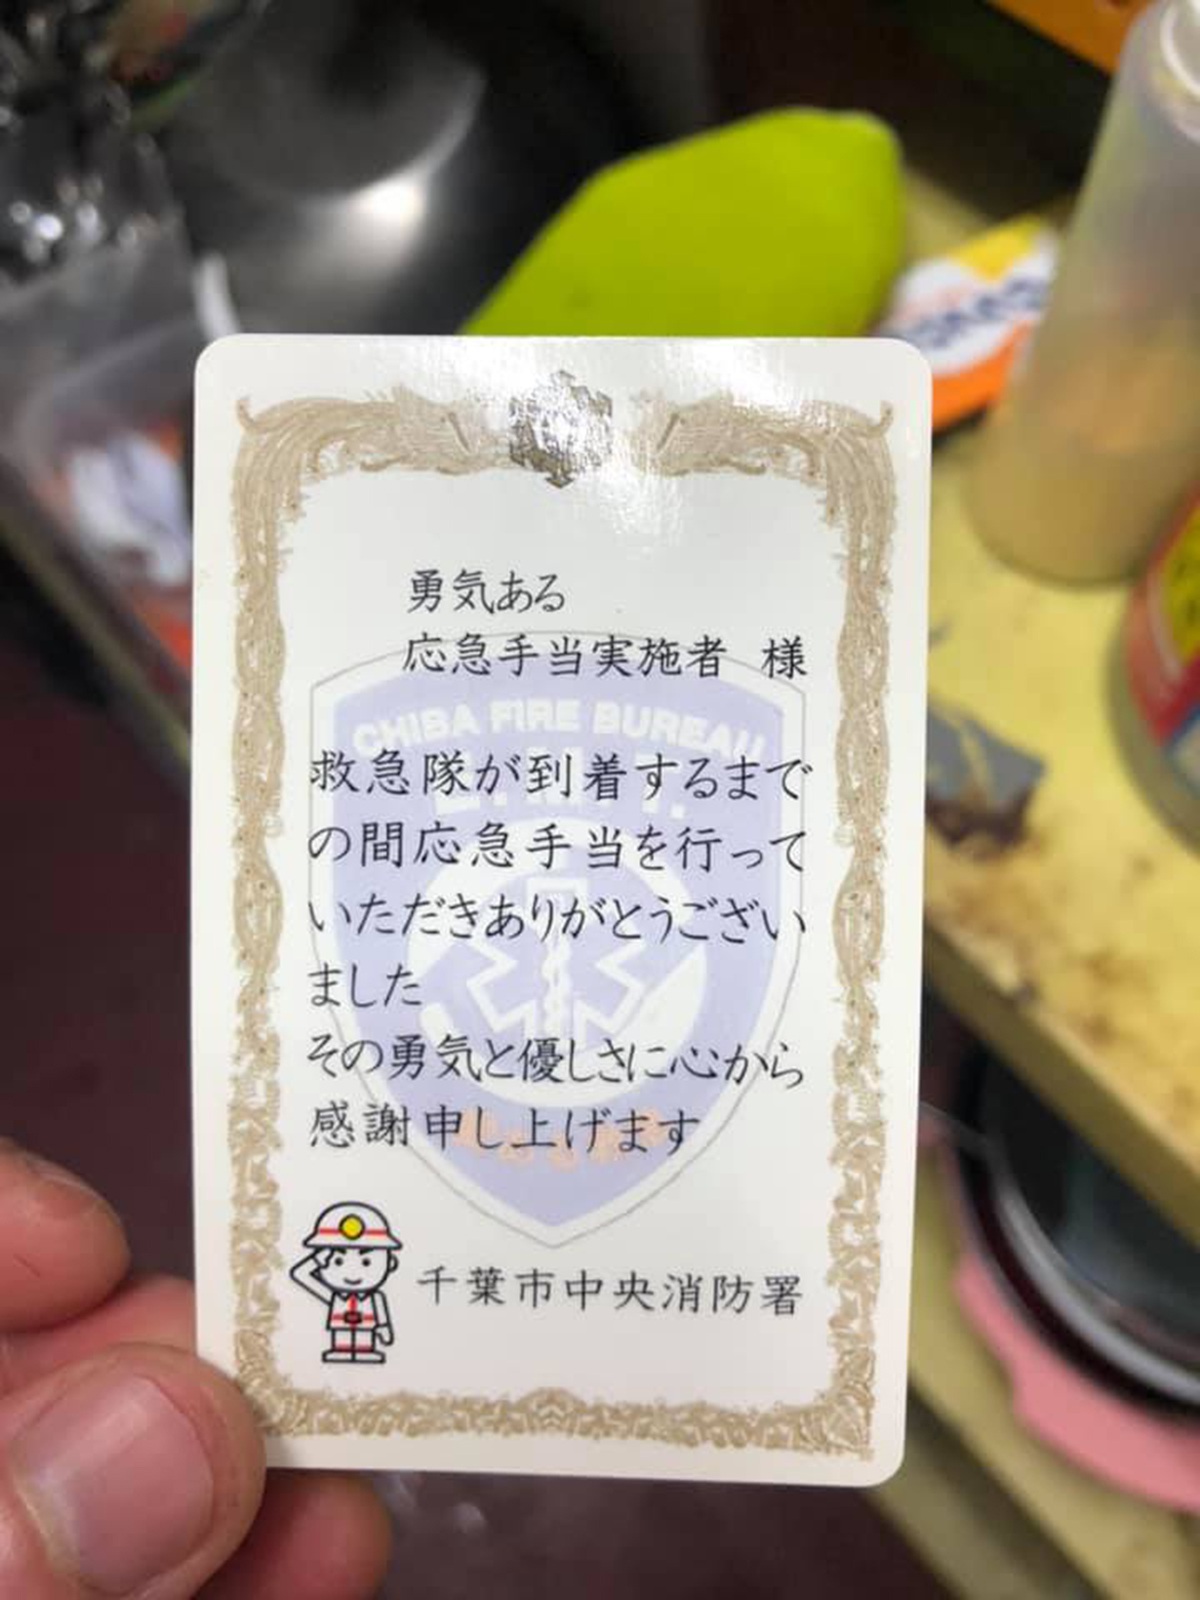 勇気ある
応急手当実施者 様
CHIBA FIRE BUREAU
救急隊が到着するまで
の間応急手当を行って
いただきありがとうござい
ました
その勇気と優しさに心から
感謝申し上げます
千葉市中央消防署